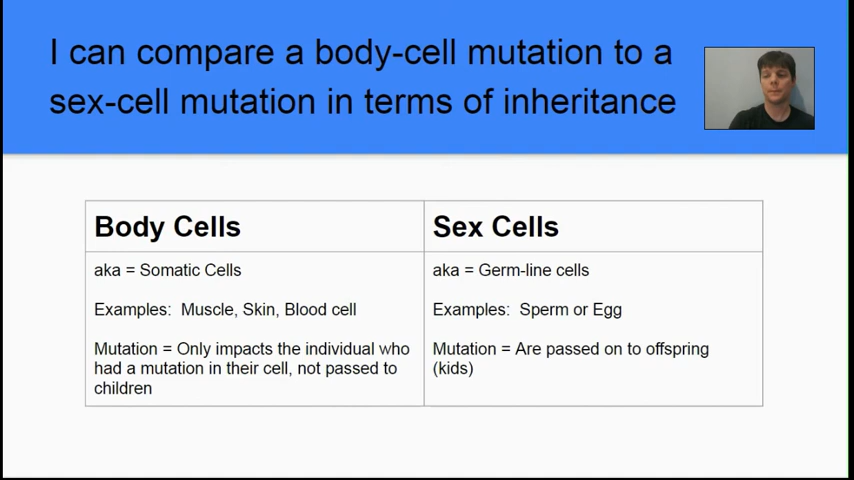 I can compare a body-cell mutation to a
sex-cell mutation in terms of inheritance
Body Cells
aka = Somatic Cells
Examples:  Muscle, Skin, Blood cell
Mutation = Only impacts the individual who
had a mutation in their cell, not passed to
children
Sex Cells
aka = Germ-line cells
Examples:  Sperm or Egg
Mutation = Are passed on to offspring
(kids)